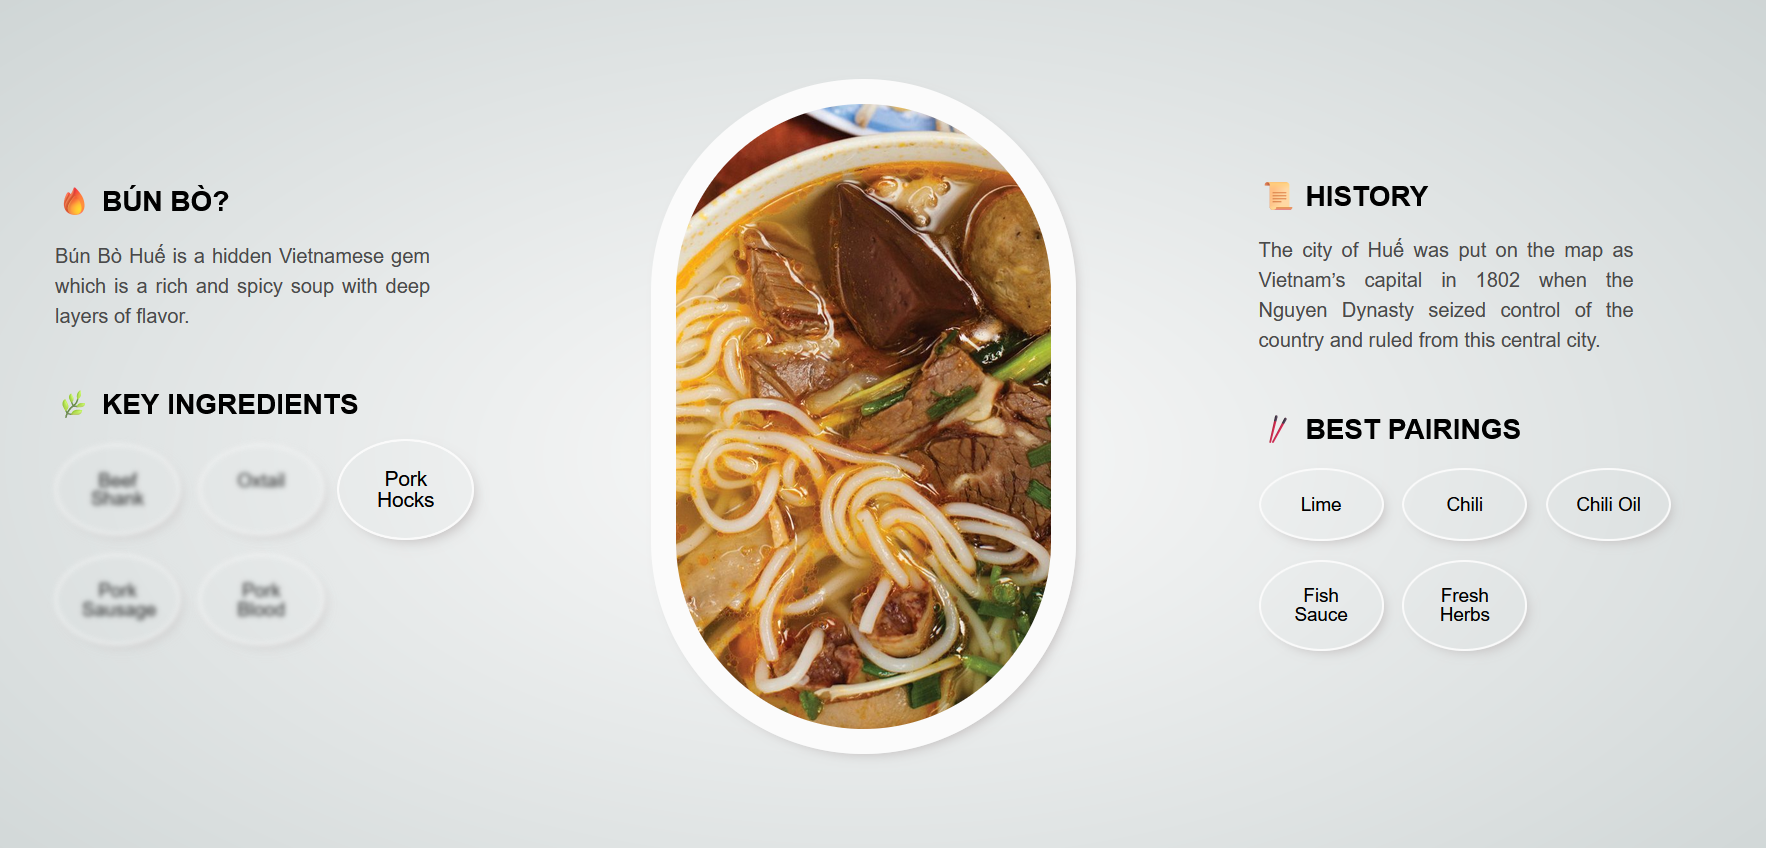 BÚN BÒ?
Bún Bò Huế is a hidden Vietnamese gem
which is a rich and spicy soup with deep
layers of flavor.
KEY INGREDIENTS
Beef
Shank
Oxtail
Pork
Hocks
Pork
Sausage
Pork
Blood
HISTORY
The city of Huế was put on the map as
Vietnam’s capital in 1802 when the
Nguyen Dynasty seized control of the
country and ruled from this central city.
BEST PAIRINGS
Lime
Chili
Chili Oil
Fish
Sauce
Fresh
Herbs